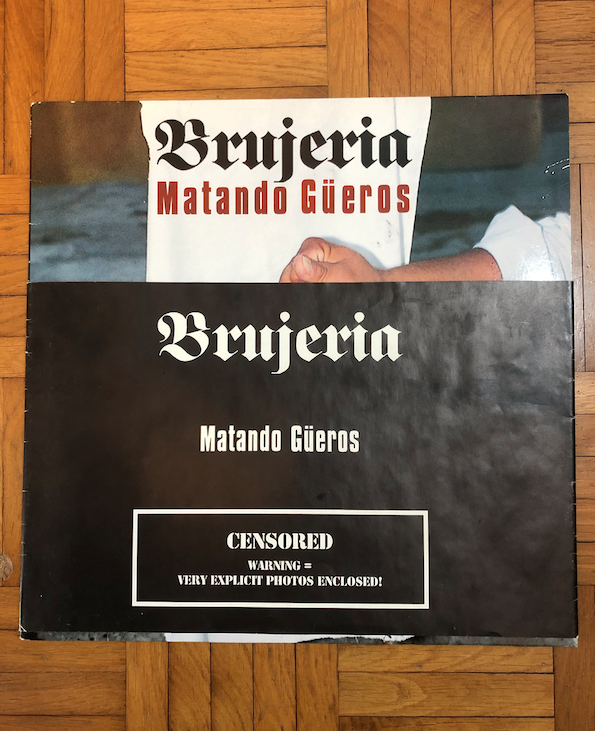 Brujeria
Matando Güeros
Brujeria
Matando Güeros
CENSORED
WARNING =
VERY EXPLICIT PHOTOS ENCLOSED!